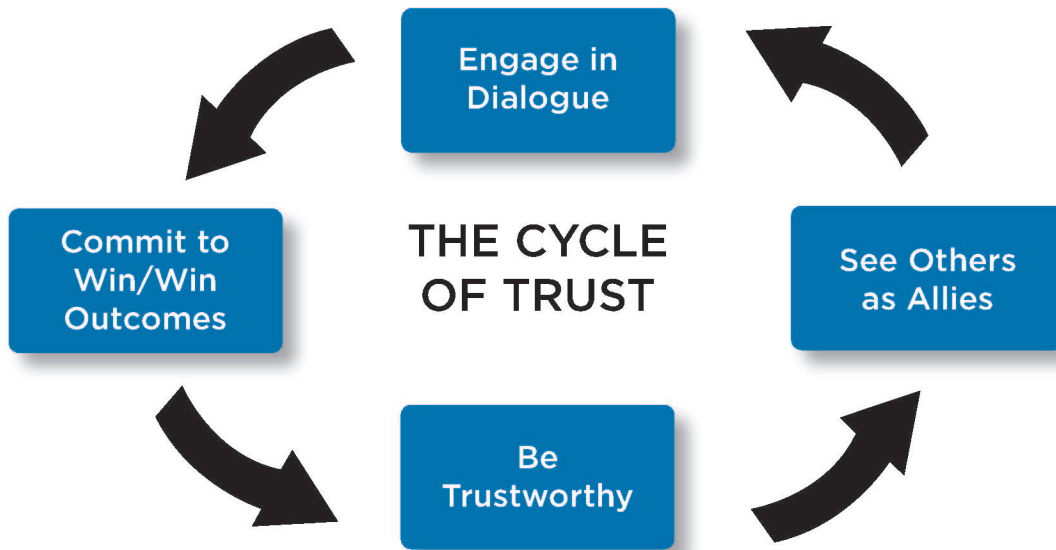 Engage in
Dialogue
Commit to
Win/Win
Outcomes
THE CYCLE
OF TRUST
See Others
as Allies
Be
Trustworthy